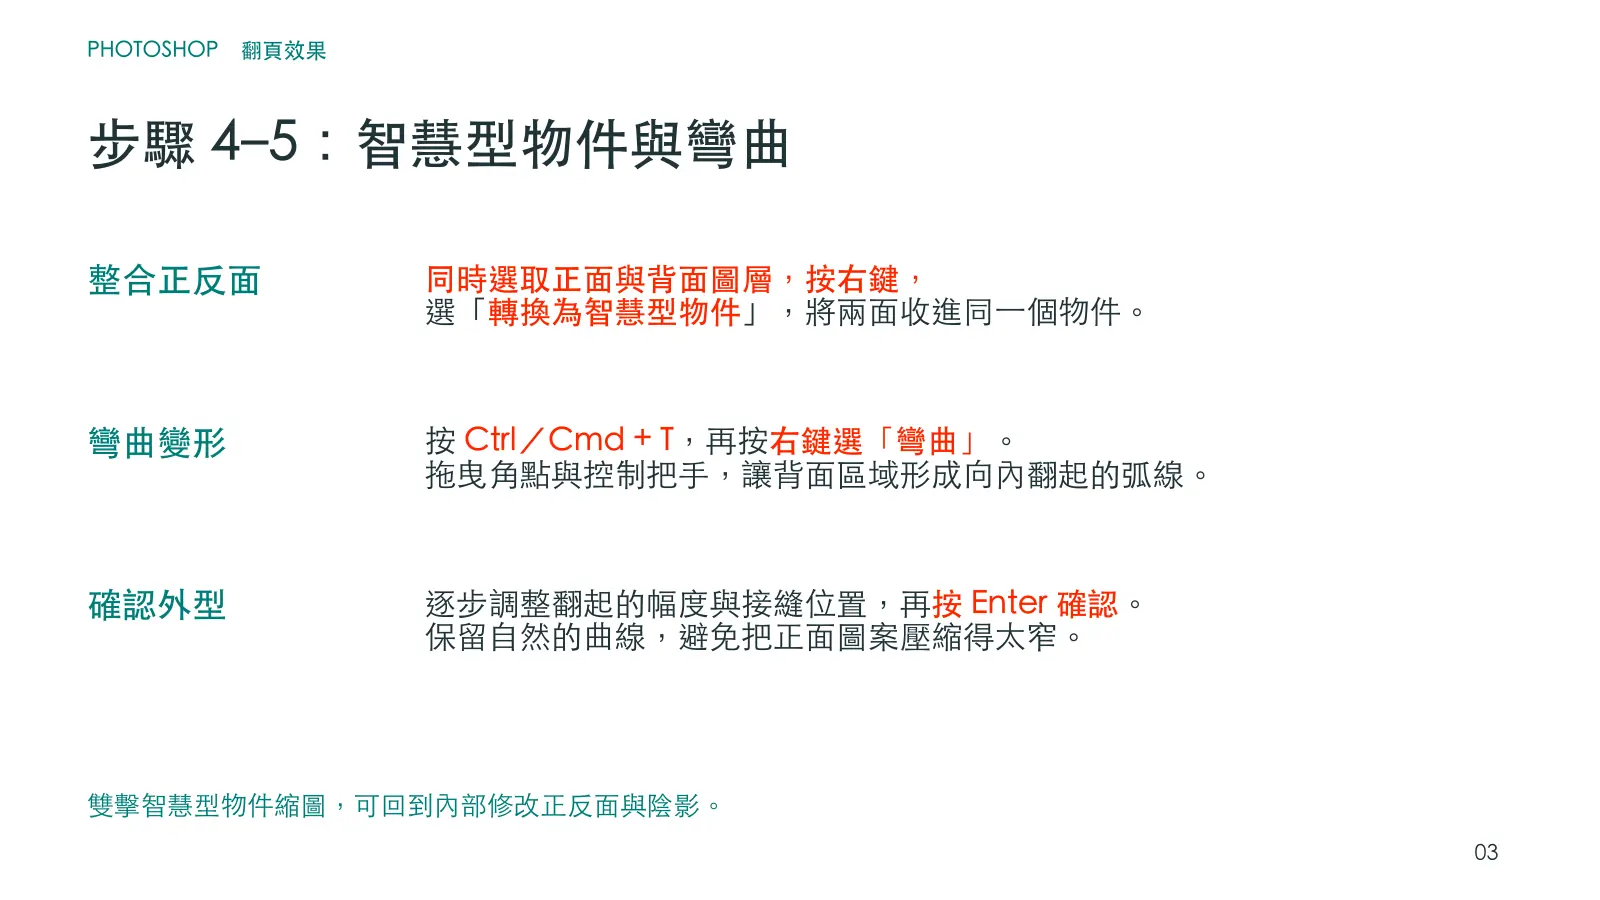 PHOTOSHOP 翻頁效果
步驟 4–5：智慧型物件與彎曲
整合正反面
同時選取正面與背面圖層，按右鍵，
選「轉換為智慧型物件」，將兩面收進同一個物件。
彎曲變形
按 Ctrl／Cmd + T，再按右鍵選「彎曲」。
拖曳角點與控制把手，讓背面區域形成向內翻起的弧線。
確認外型
逐步調整翻起的幅度與接縫位置，再按 Enter 確認。
保留自然的曲線，避免把正面圖案壓縮得太窄。
雙擊智慧型物件縮圖，可回到內部修改正反面與陰影。
03